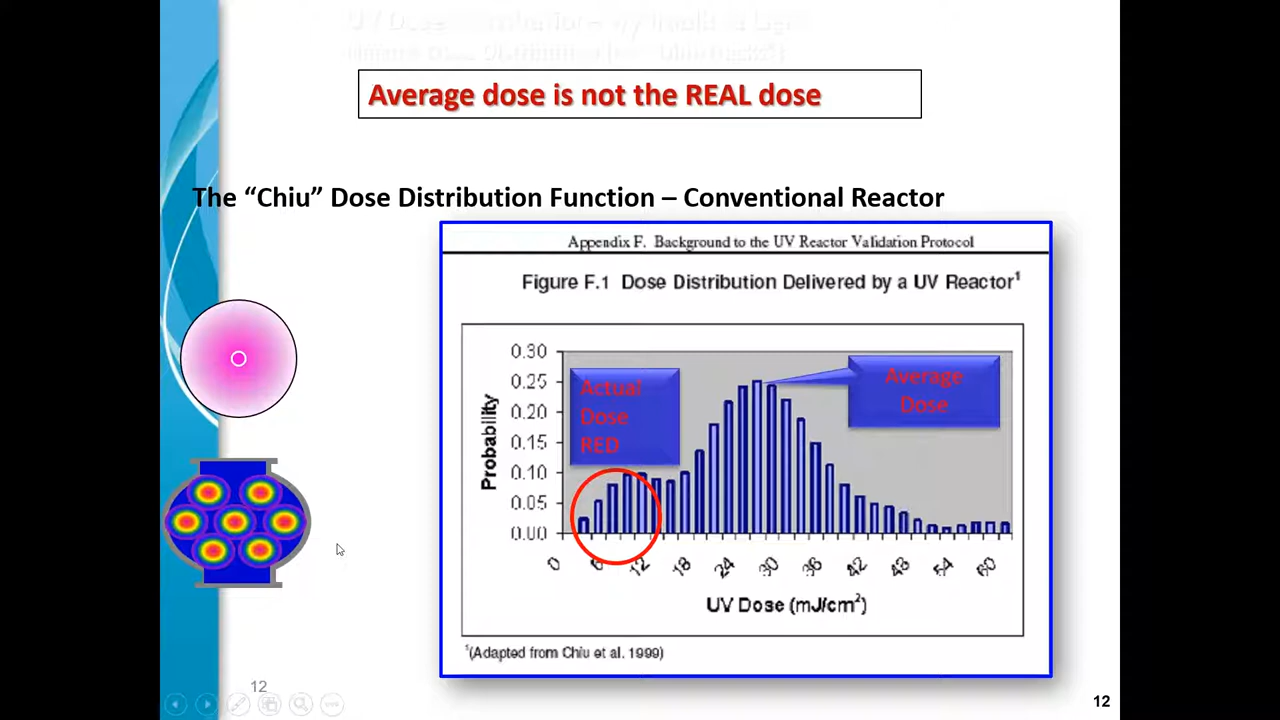 Average dose is not the REAL dose
The “Chiu” Dose Distribution Function – Conventional Reactor
Appendix F. Background to the UV Reactor Validation Protocol
Figure F.1 Dose Distribution Delivered by a UV Reactor¹
0.30
0.25
0.20
0.15
0.10
0.05
0.00
Probability
Actual
Dose
RED
Average
Dose
0 6 12 18 24 30 36 42 48 54 60
UV Dose (mJ/cm²)
¹(Adapted from Chiu et al. 1999)
12
12